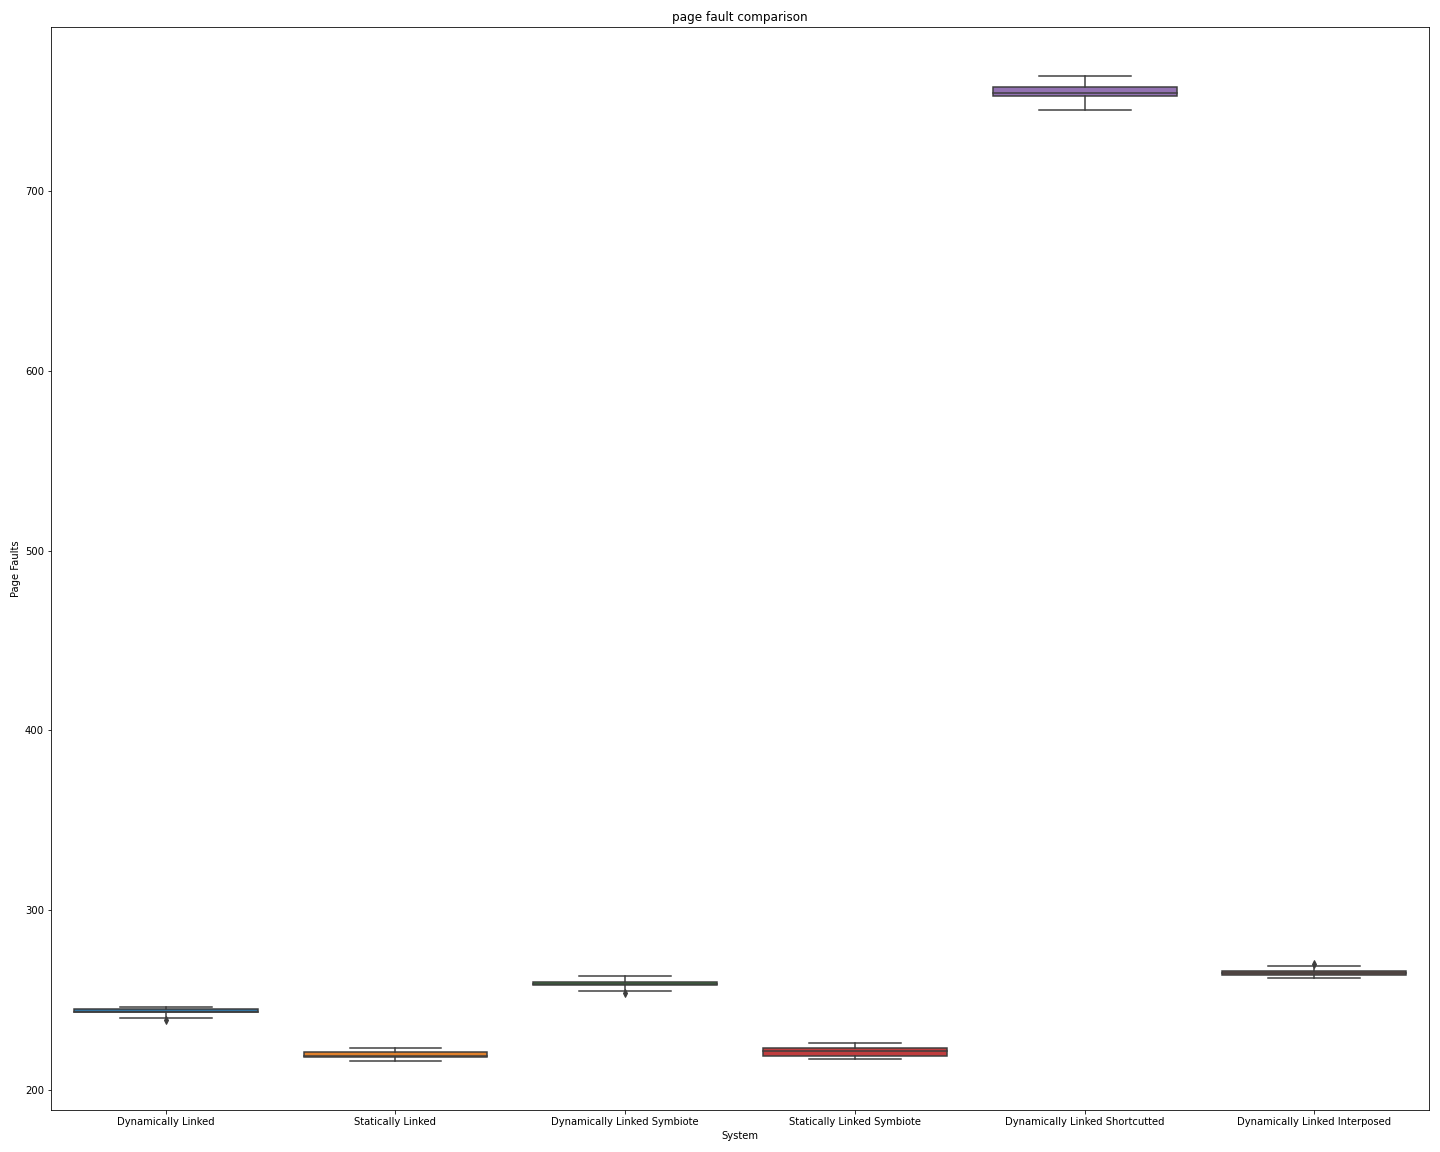 page fault comparison
Page Faults
700
600
500
400
300
200
Dynamically Linked
Statically Linked
Dynamically Linked Symbiote
Statically Linked Symbiote
Dynamically Linked Shortcutted
Dynamically Linked Interposed
System